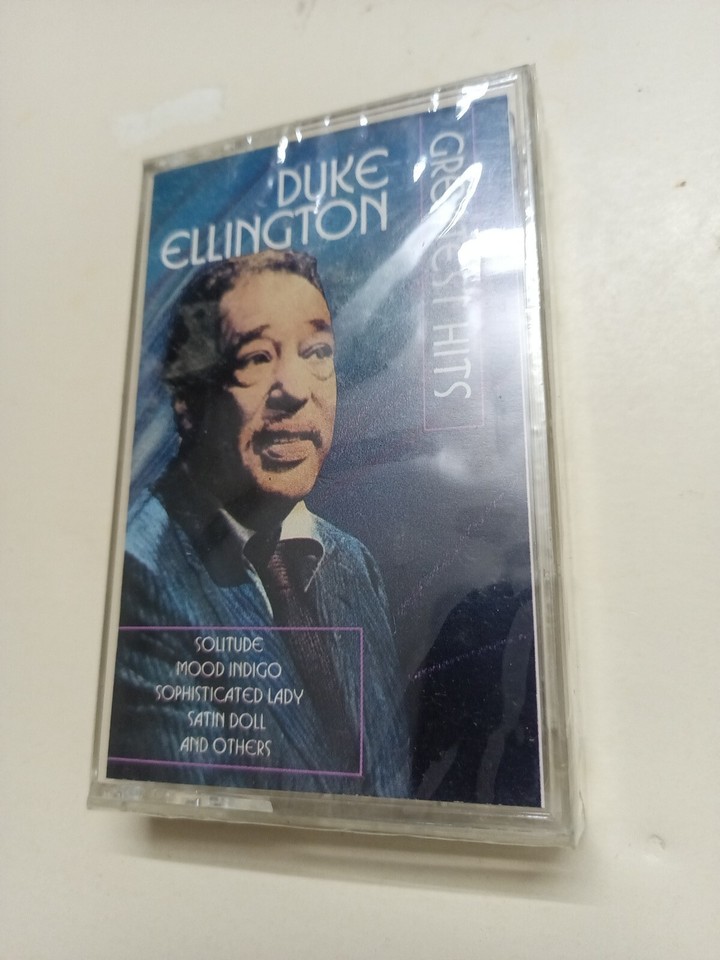 DUKE
ELLINGTON
GREATEST HITS
SOLITUDE
MOOD INDIGO
SOPHISTICATED LADY
SATIN DOLL
AND OTHERS